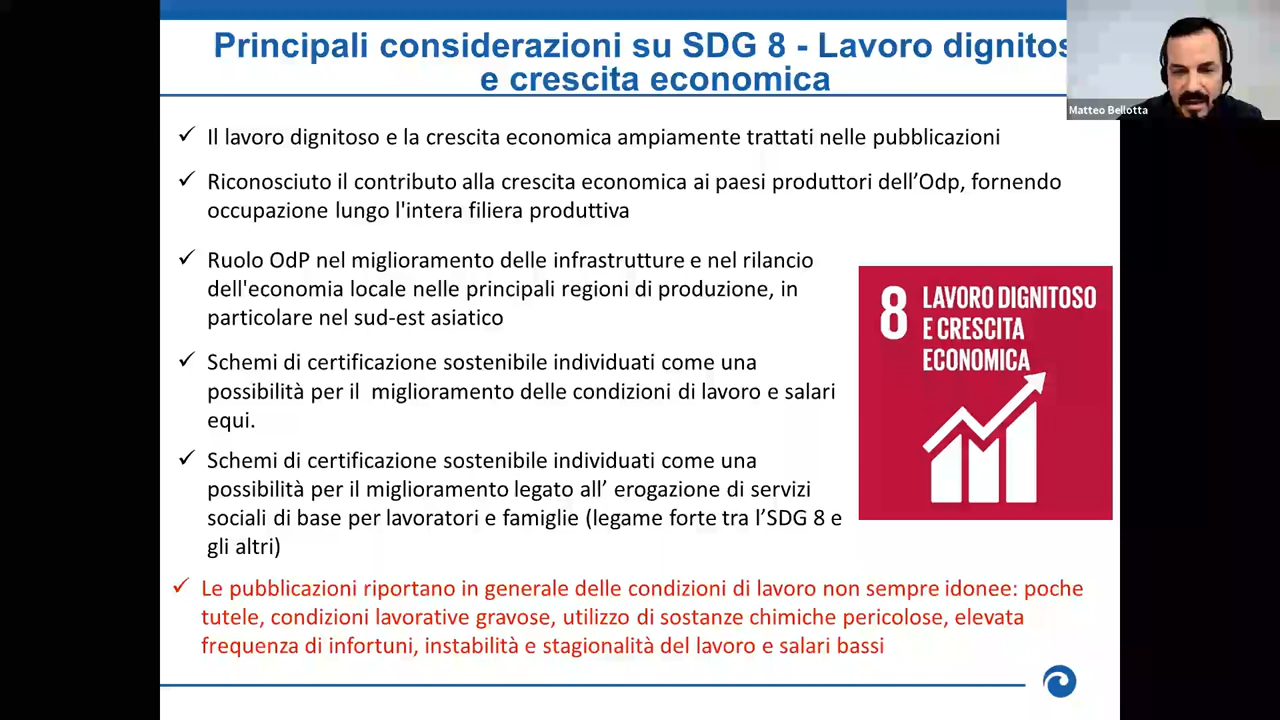 Principali considerazioni su SDG 8 - Lavoro dignitos
e crescita economica
Matteo Bellotta
✓ Il lavoro dignitoso e la crescita economica ampiamente trattati nelle pubblicazioni
✓ Riconosciuto il contributo alla crescita economica ai paesi produttori dell’Odp, fornendo
occupazione lungo l'intera filiera produttiva
✓ Ruolo OdP nel miglioramento delle infrastrutture e nel rilancio
dell'economia locale nelle principali regioni di produzione, in
particolare nel sud-est asiatico
✓ Schemi di certificazione sostenibile individuati come una
possibilità per il  miglioramento delle condizioni di lavoro e salari
equi.
✓ Schemi di certificazione sostenibile individuati come una
possibilità per il miglioramento legato all’ erogazione di servizi
sociali di base per lavoratori e famiglie (legame forte tra l’SDG 8 e
gli altri)
8 LAVORO DIGNITOSO
E CRESCITA
ECONOMICA
✓ Le pubblicazioni riportano in generale delle condizioni di lavoro non sempre idonee: poche
tutele, condizioni lavorative gravose, utilizzo di sostanze chimiche pericolose, elevata
frequenza di infortuni, instabilità e stagionalità del lavoro e salari bassi